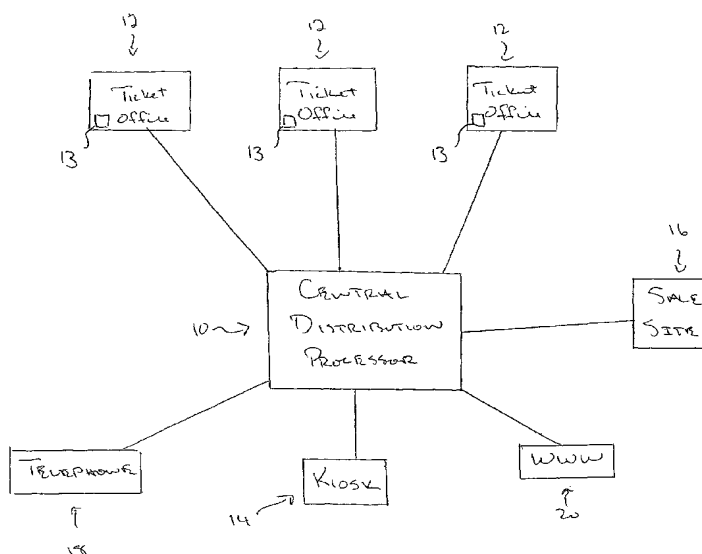 12
12
12
Ticket
Office
Ticket
Office
Ticket
Office
13
13
13
16
SALE
SITE
10
CENTRAL
DISTRIBUTION
PROCESSOR
TELEPHONE
KIOSK
WWW
18
14
20